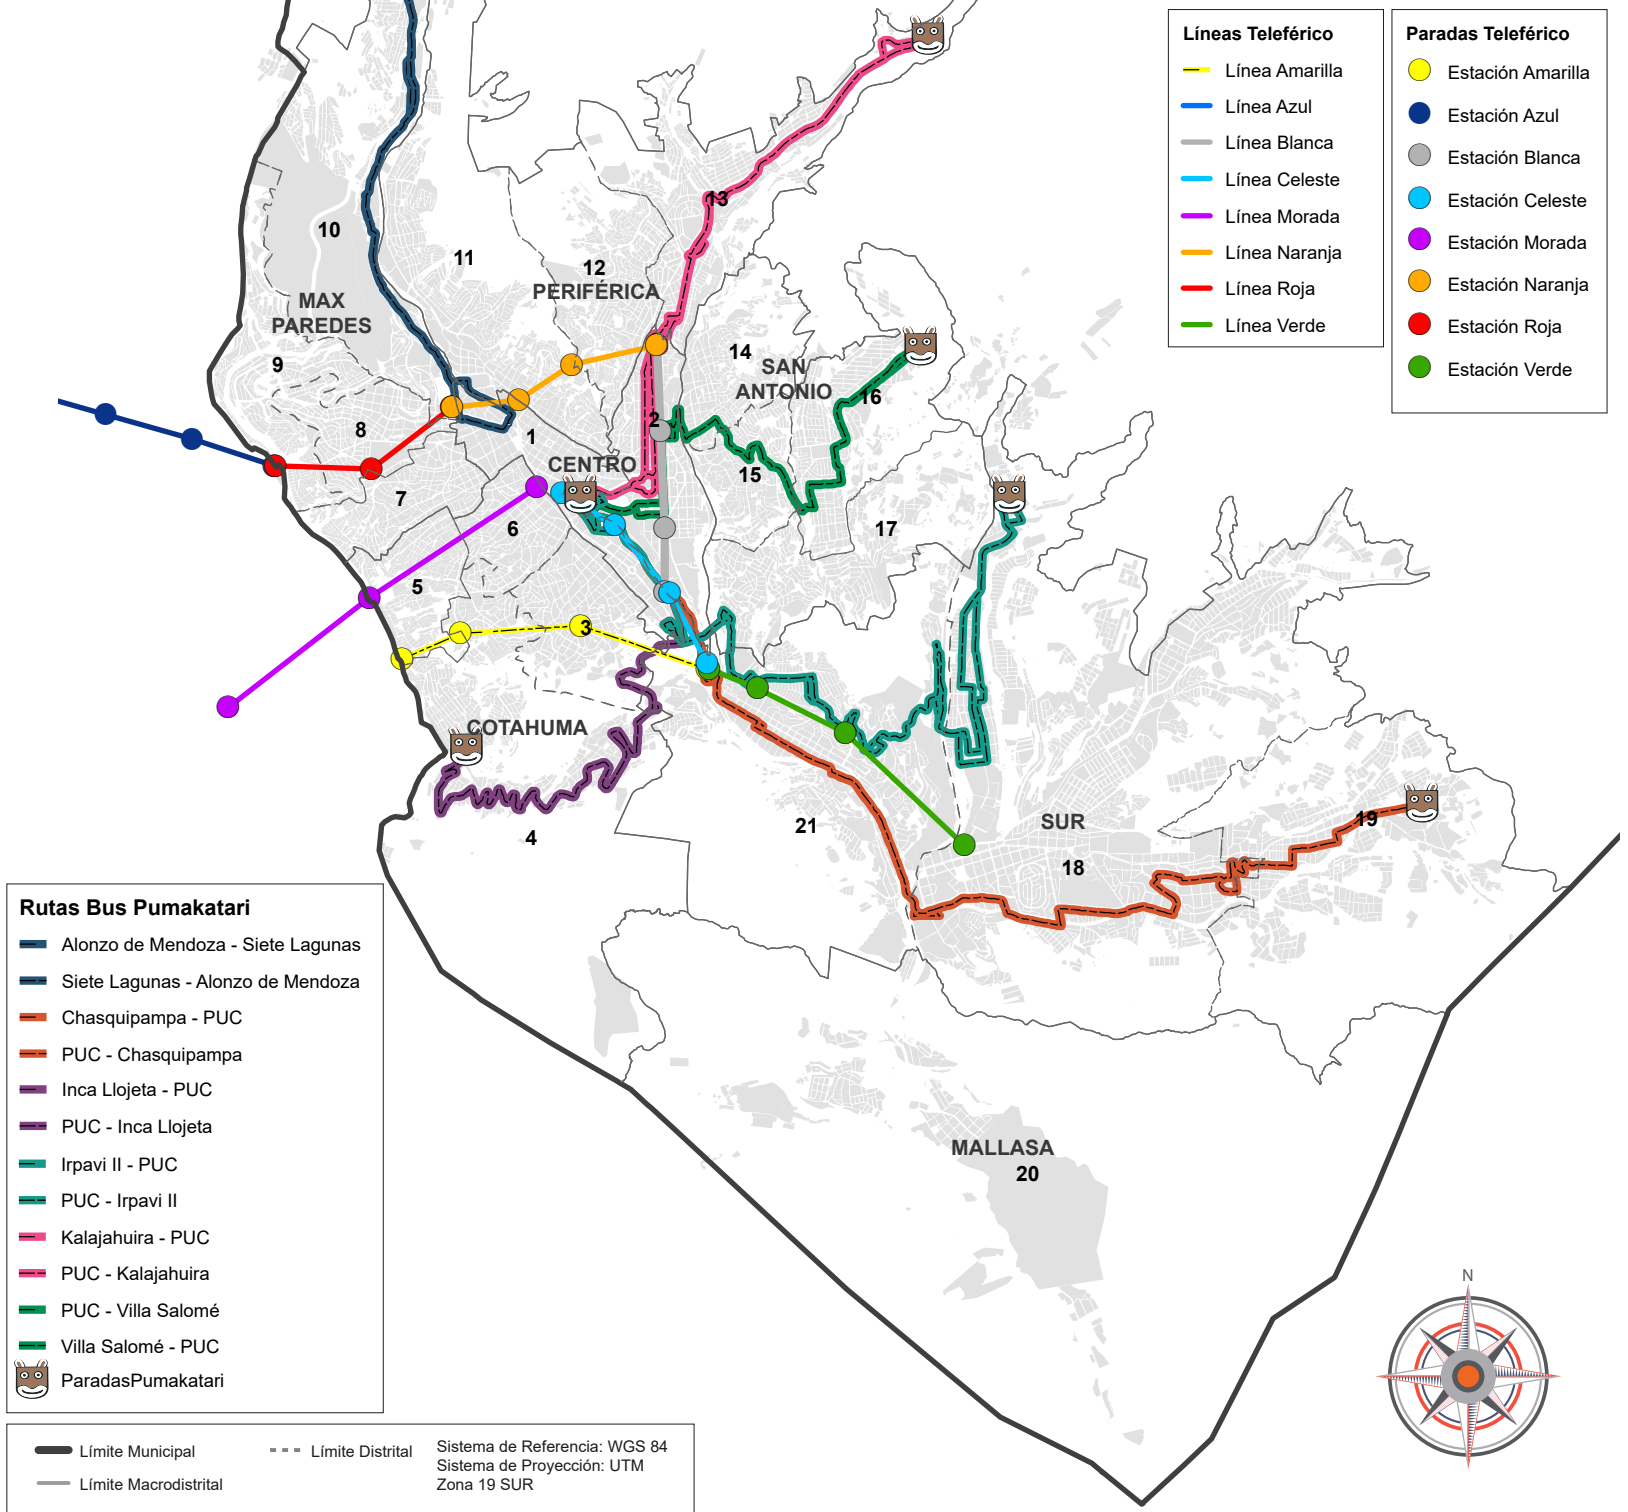 Líneas Teleférico
Línea Amarilla
Línea Azul
Línea Blanca
Línea Celeste
Línea Morada
Línea Naranja
Línea Roja
Línea Verde
Paradas Teleférico
Estación Amarilla
Estación Azul
Estación Blanca
Estación Celeste
Estación Morada
Estación Naranja
Estación Roja
Estación Verde
13
10
11
12
PERIFÉRICA
MAX
PAREDES
9
14
SAN
ANTONIO
16
2
8
1
CENTRO
15
7
6
17
5
3
COTAHUMA
4
21
SUR
18
19
MALLASA
20
Rutas Bus Pumakatari
Alonzo de Mendoza - Siete Lagunas
Siete Lagunas - Alonzo de Mendoza
Chasquipampa - PUC
PUC - Chasquipampa
Inca Llojeta - PUC
PUC - Inca Llojeta
Irpavi II - PUC
PUC - Irpavi II
Kalajahuira - PUC
PUC - Kalajahuira
PUC - Villa Salomé
Villa Salomé - PUC
ParadasPumakatari
N
Límite Municipal
Límite Macrodistrital
Límite Distrital
Sistema de Referencia: WGS 84
Sistema de Proyección: UTM
Zona 19 SUR